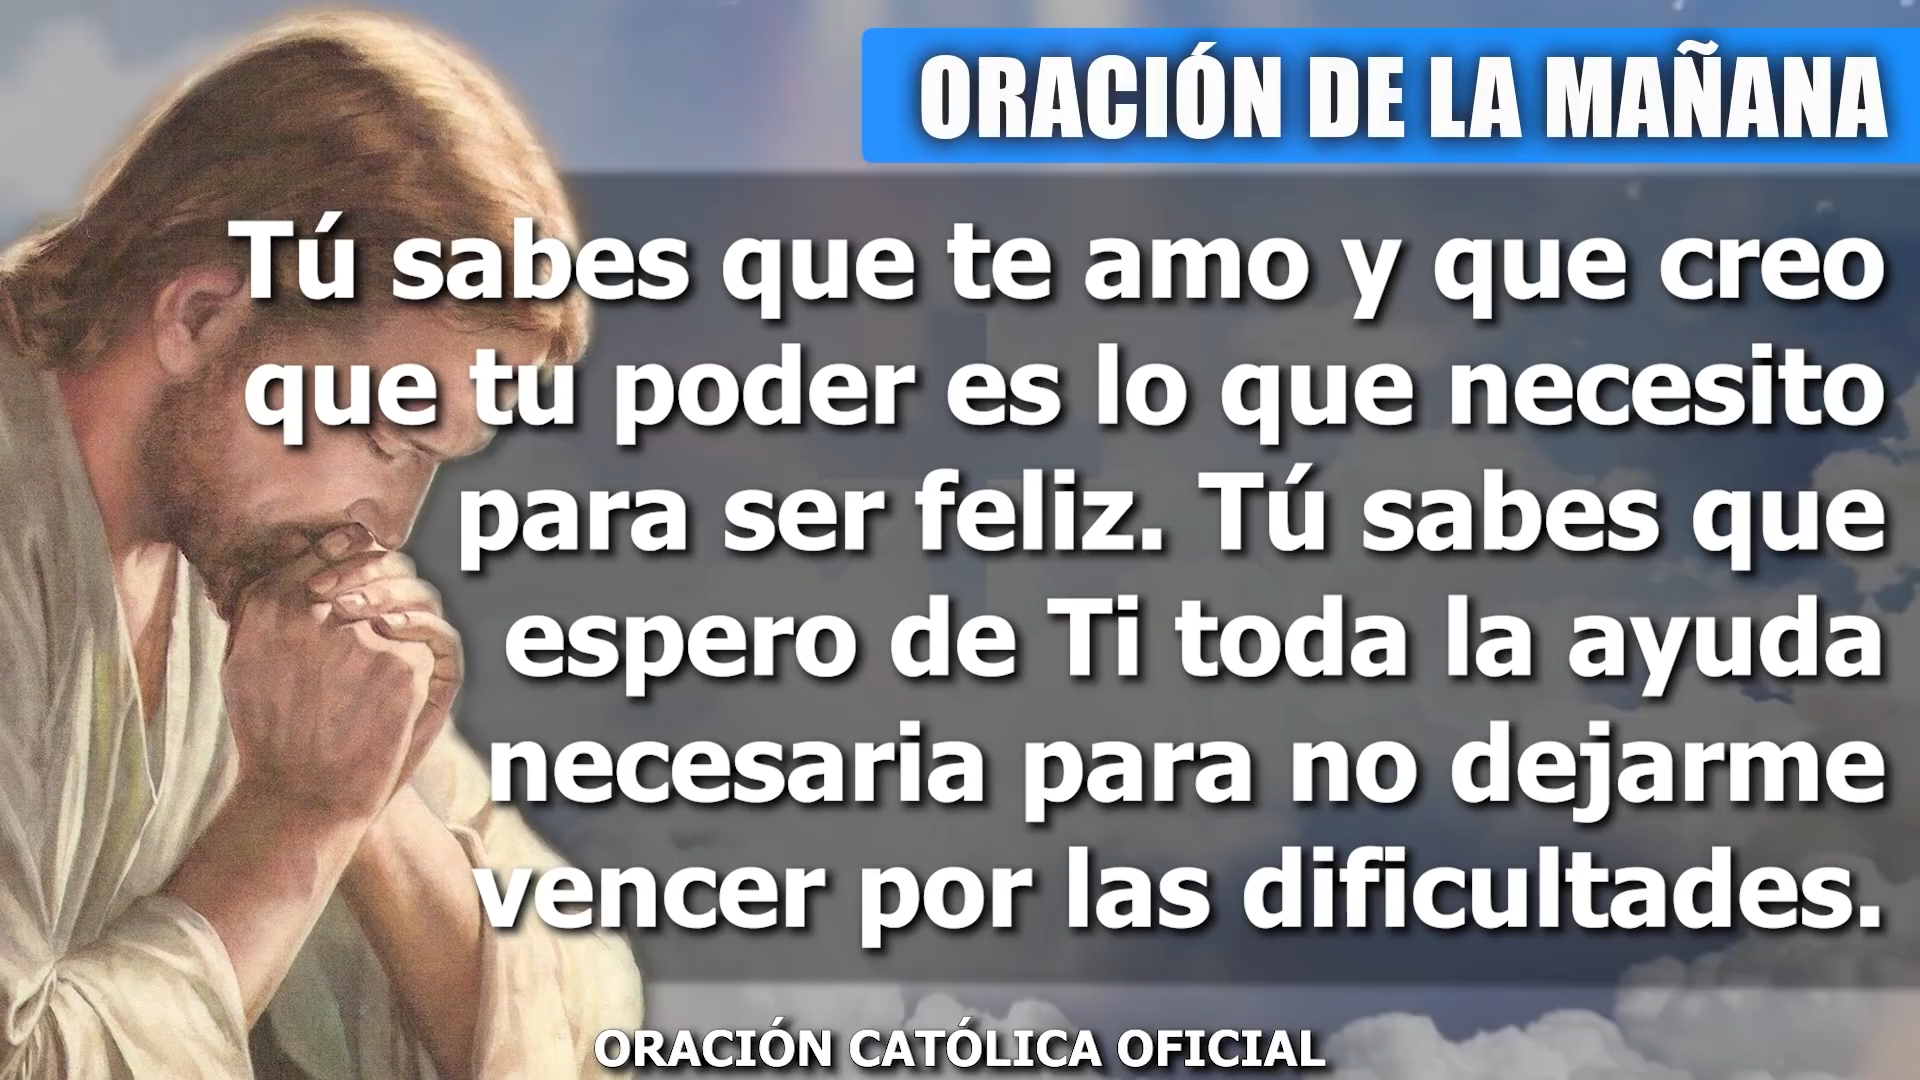 ORACIÓN DE LA MAÑANA
Tú sabes que te amo y que creo
que tu poder es lo que necesito
para ser feliz. Tú sabes que
espero de Ti toda la ayuda
necesaria para no dejarme
vencer por las dificultades.
ORACIÓN CATÓLICA OFICIAL